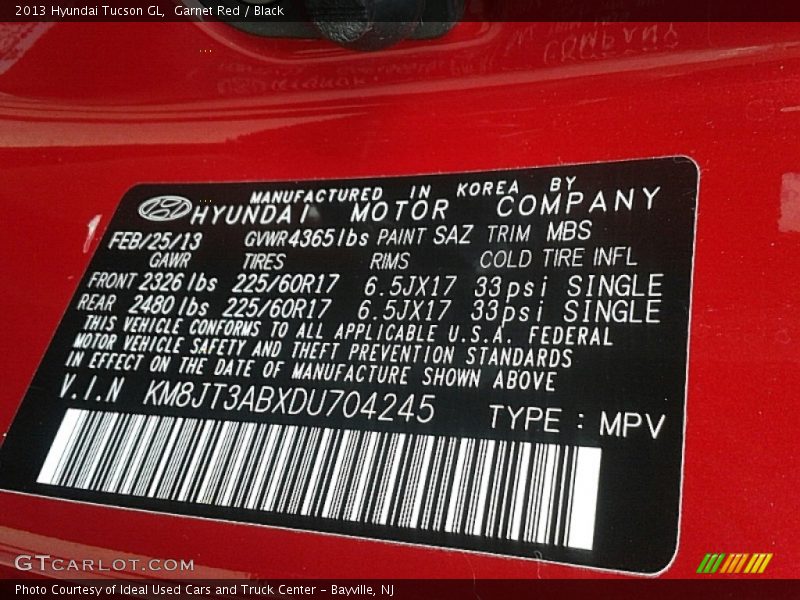 2013 Hyundai Tucson GL, Garnet Red / Black
MANUFACTURED IN KOREA BY
HYUNDAI MOTOR COMPANY
FEB/25/13 GVWR 4365 lbs PAINT SAZ TRIM MBS
GAWR TIRES RIMS COLD TIRE INFL
FRONT 2326 lbs 225/60R17 6.5JX17 33psi SINGLE
REAR 2480 lbs 225/60R17 6.5JX17 33psi SINGLE
THIS VEHICLE CONFORMS TO ALL APPLICABLE U.S.A. FEDERAL
MOTOR VEHICLE SAFETY AND THEFT PREVENTION STANDARDS
IN EFFECT ON THE DATE OF MANUFACTURE SHOWN ABOVE
V.I.N KM8JT3ABXDU704245 TYPE : MPV
GTCARLOT.COM
Photo Courtesy of Ideal Used Cars and Truck Center - Bayville, NJ